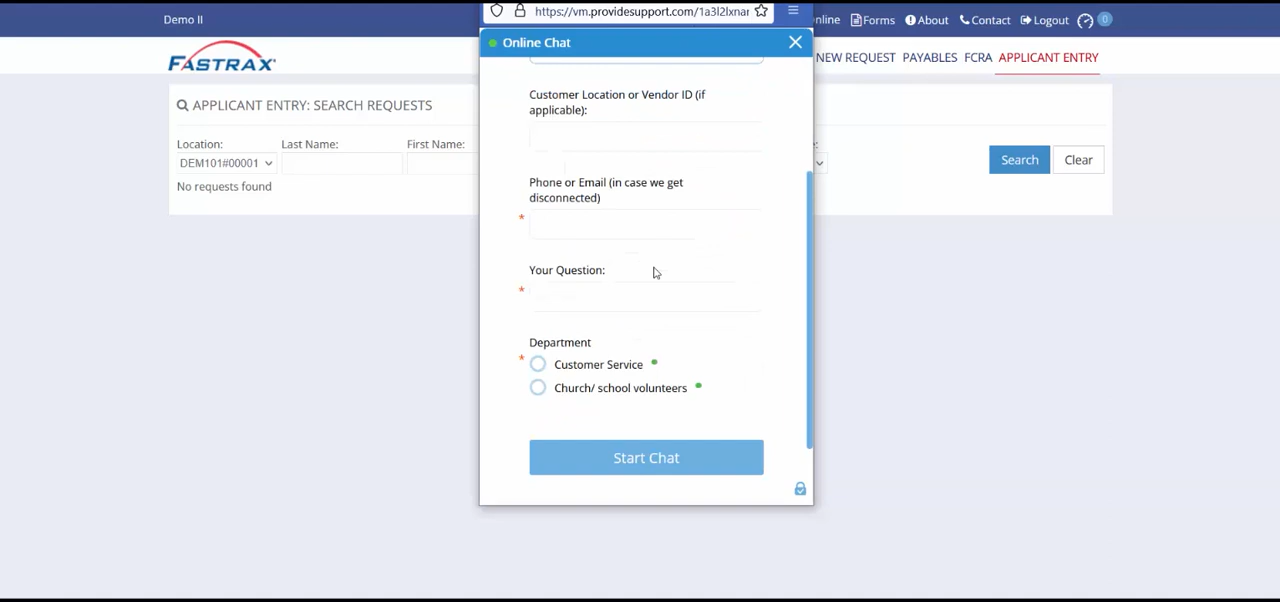 Demo II
https://vm.providesupport.com/1a3l2lxnar
nline
Forms
About
Contact
Logout
0
FASTRAX
Online Chat
NEW REQUEST
PAYABLES
FCRA
APPLICANT ENTRY
APPLICANT ENTRY: SEARCH REQUESTS
Location:
Last Name:
First Name:
DEM101#00001
Search
Clear
No requests found
Customer Location or Vendor ID (if
applicable):
Phone or Email (in case we get
disconnected)
*
Your Question:
*
Department
*
Customer Service
Church/ school volunteers
Start Chat